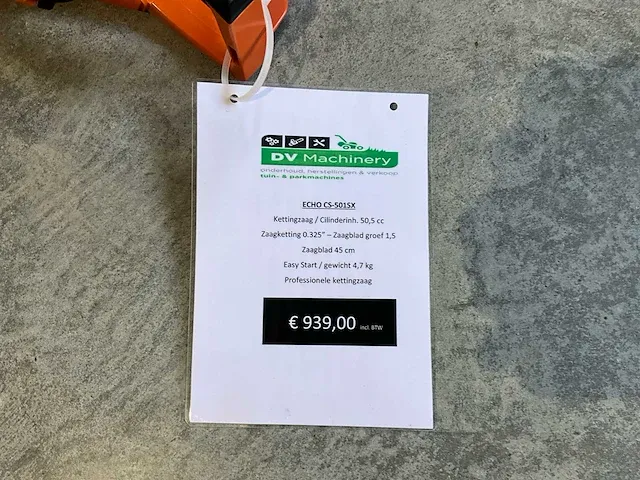 DV Machinery
onderhoud, herstellingen & verkoop
tuin- & parkmachines
ECHO CS-501SX
Kettingzaag / Cilinderinh. 50,5 cc
Zaagketting 0.325" – Zaagblad groef 1,5
Zaagblad 45 cm
Easy Start / gewicht 4,7 kg
Professionele kettingzaag
€ 939,00 incl. BTW